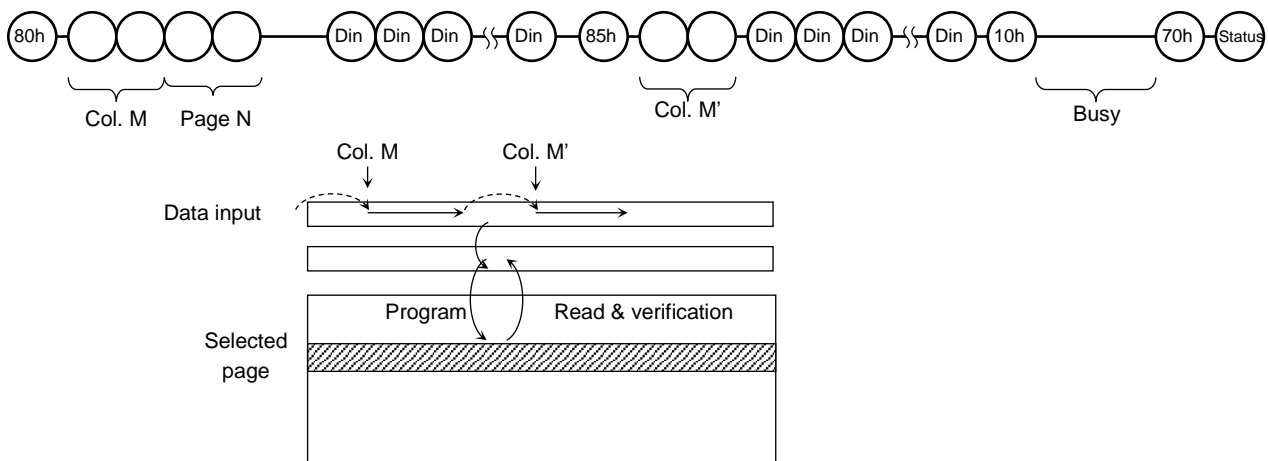 80h Din Din Din Din 85h Din Din Din Din 10h 70h Status
Col. M Page N Col. M’ Busy
Col. M Col. M’
Data input
Program Read & verification
Selected
page